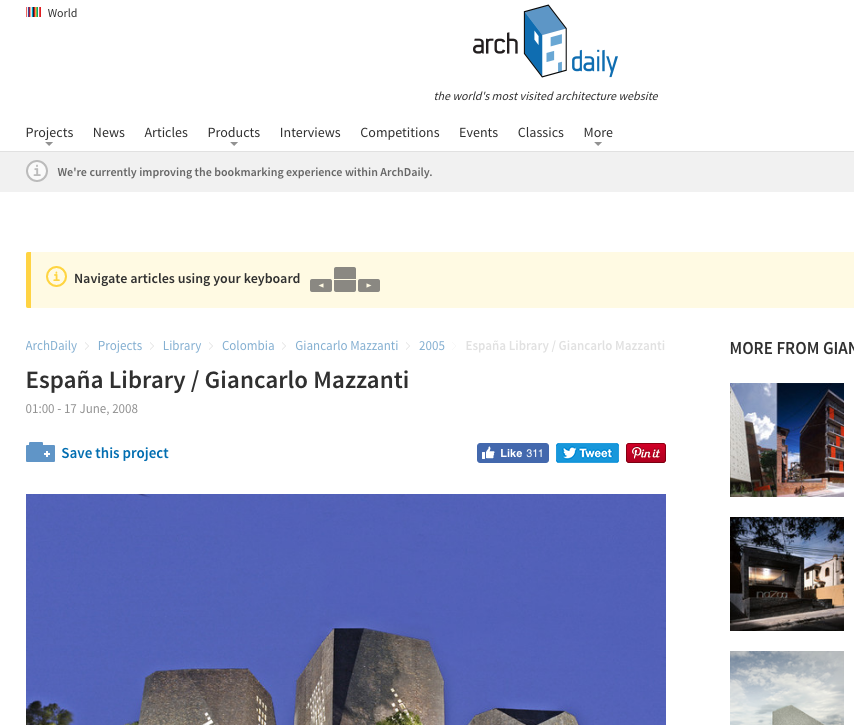 World
arch daily
the world's most visited architecture website
Projects News Articles Products Interviews Competitions Events Classics More
We're currently improving the bookmarking experience within ArchDaily.
Navigate articles using your keyboard
ArchDaily Projects Library Colombia Giancarlo Mazzanti 2005 España Library / Giancarlo Mazzanti
MORE FROM GIAN
España Library / Giancarlo Mazzanti
01:00 - 17 June, 2008
Save this project
Like 311 Tweet Pin it